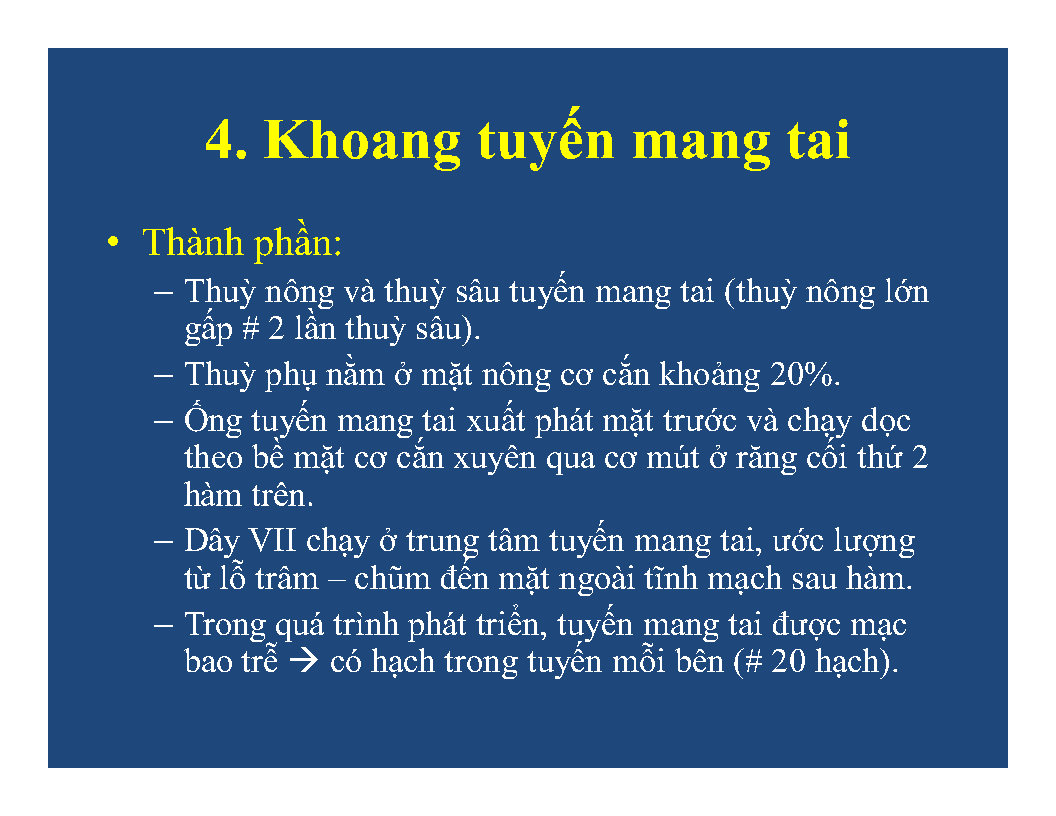 4. Khoang tuyến mang tai
• Thành phần:
– Thuỳ nông và thuỳ sâu tuyến mang tai (thuỳ nông lớn
gấp # 2 lần thuỳ sâu).
– Thuỳ phụ nằm ở mặt nông cơ cắn khoảng 20%.
– Ống tuyến mang tai xuất phát mặt trước và chạy dọc
theo bề mặt cơ cắn xuyên qua cơ mút ở răng cối thứ 2
hàm trên.
– Dây VII chạy ở trung tâm tuyến mang tai, ước lượng
từ lỗ trâm – chũm đến mặt ngoài tĩnh mạch sau hàm.
– Trong quá trình phát triển, tuyến mang tai được mạc
bao trễ → có hạch trong tuyến mỗi bên (# 20 hạch).